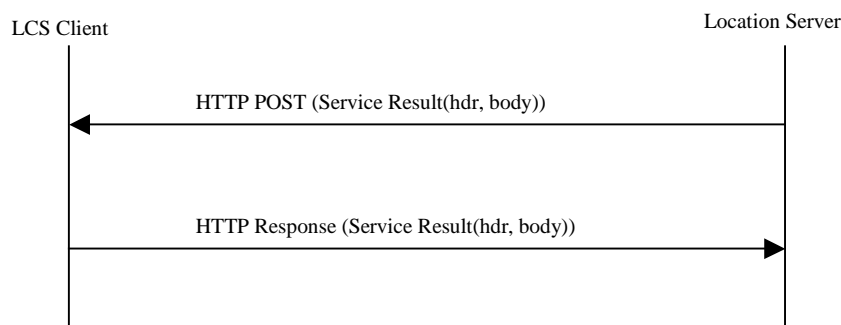 LCS Client
Location Server
HTTP POST (Service Result(hdr, body))
HTTP Response (Service Result(hdr, body))